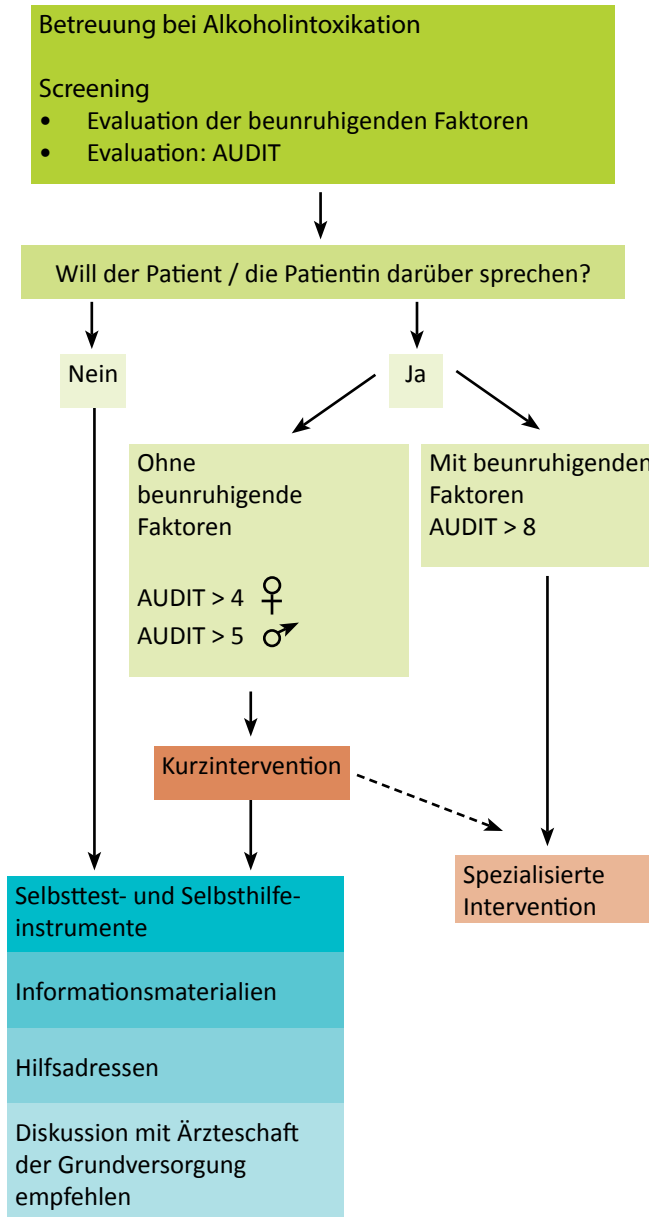 Betreuung bei Alkoholintoxikation
Screening
• Evaluation der beunruhigenden Faktoren
• Evaluation: AUDIT
Will der Patient / die Patientin darüber sprechen?
Nein
Ja
Ohne
beunruhigende
Faktoren
AUDIT > 4 ♀
AUDIT > 5 ♂
Mit beunruhigenden
Faktoren
AUDIT > 8
Kurzintervention
Spezialisierte
Intervention
Selbsttest- und Selbsthilfe-
instrumente
Informationsmaterialien
Hilfsadressen
Diskussion mit Ärzteschaft
der Grundversorgung
empfehlen